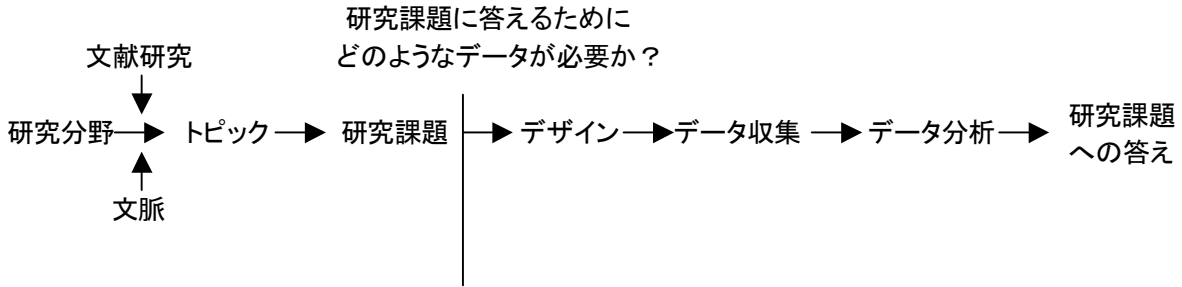 研究課題に答えるために
どのようなデータが必要か？
文献研究
研究分野
トピック
研究課題
デザイン
データ収集
データ分析
研究課題
への答え
文脈